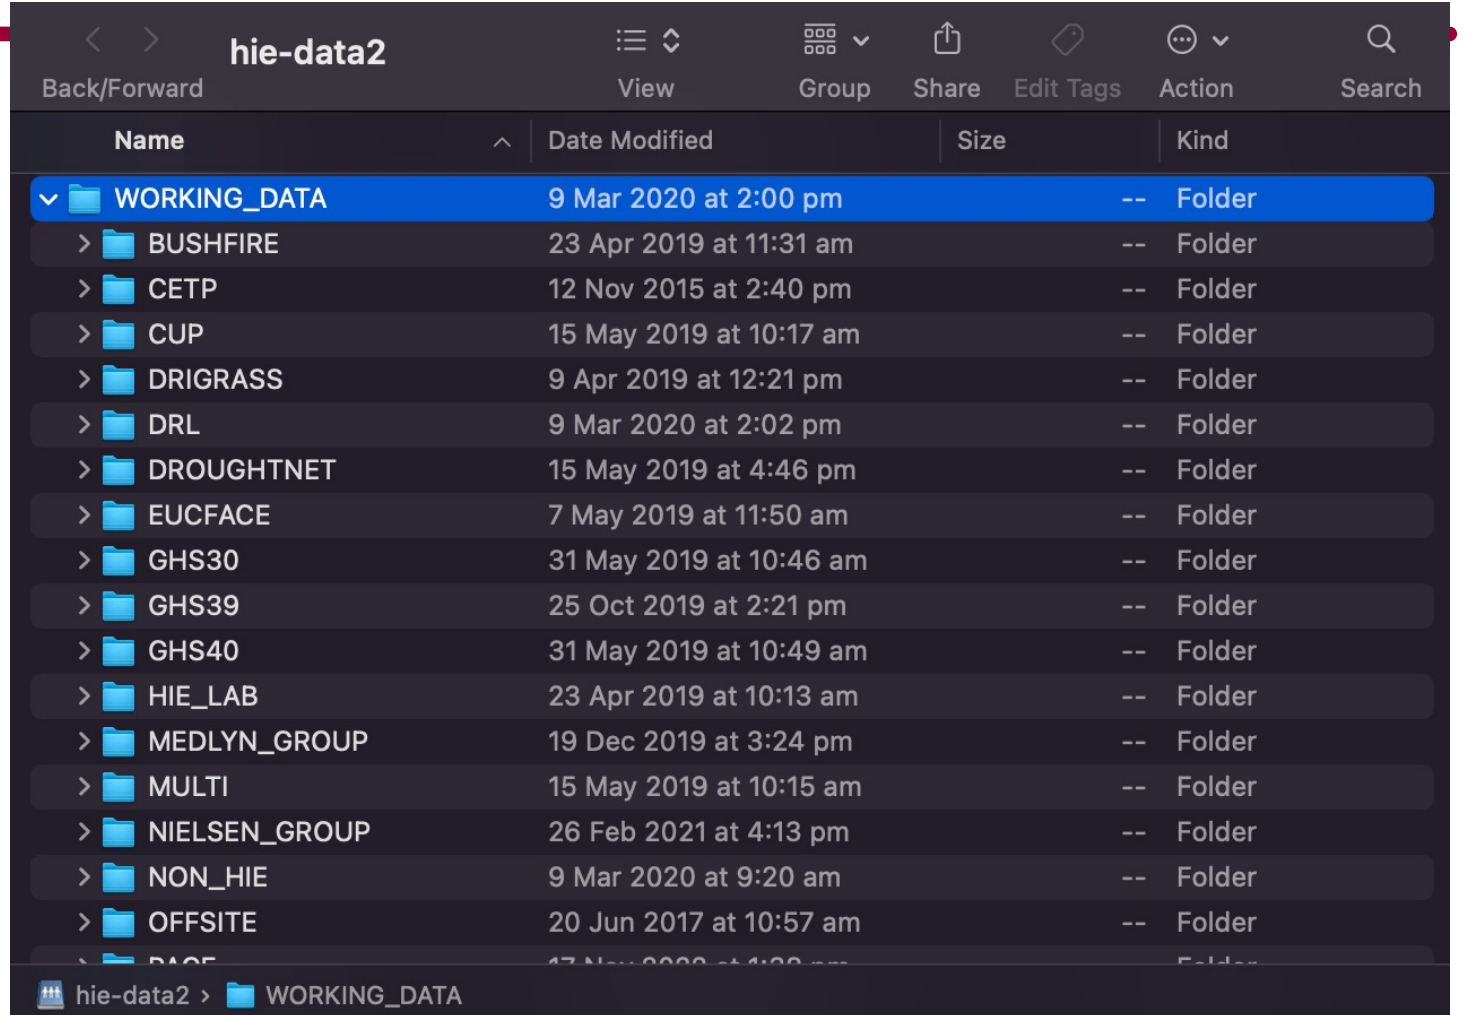 hie-data2
Back/Forward View Group Share Edit Tags Action Search
Name Date Modified Size Kind
WORKING_DATA 9 Mar 2020 at 2:00 pm -- Folder
BUSHFIRE 23 Apr 2019 at 11:31 am -- Folder
CETP 12 Nov 2015 at 2:40 pm -- Folder
CUP 15 May 2019 at 10:17 am -- Folder
DRIGRASS 9 Apr 2019 at 12:21 pm -- Folder
DRL 9 Mar 2020 at 2:02 pm -- Folder
DROUGHTNET 15 May 2019 at 4:46 pm -- Folder
EUCFACE 7 May 2019 at 11:50 am -- Folder
GHS30 31 May 2019 at 10:46 am -- Folder
GHS39 25 Oct 2019 at 2:21 pm -- Folder
GHS40 31 May 2019 at 10:49 am -- Folder
HIE_LAB 23 Apr 2019 at 10:13 am -- Folder
MEDLYN_GROUP 19 Dec 2019 at 3:24 pm -- Folder
MULTI 15 May 2019 at 10:15 am -- Folder
NIELSEN_GROUP 26 Feb 2021 at 4:13 pm -- Folder
NON_HIE 9 Mar 2020 at 9:20 am -- Folder
OFFSITE 20 Jun 2017 at 10:57 am -- Folder
Folder
hie-data2 › WORKING_DATA